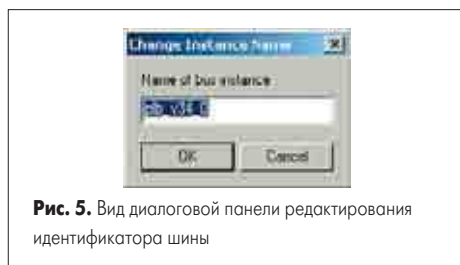 Change Instance Name
Name of bus instance
OK
Cancel
Рис. 5. Вид диалоговой панели редактирования
идентификатора шины